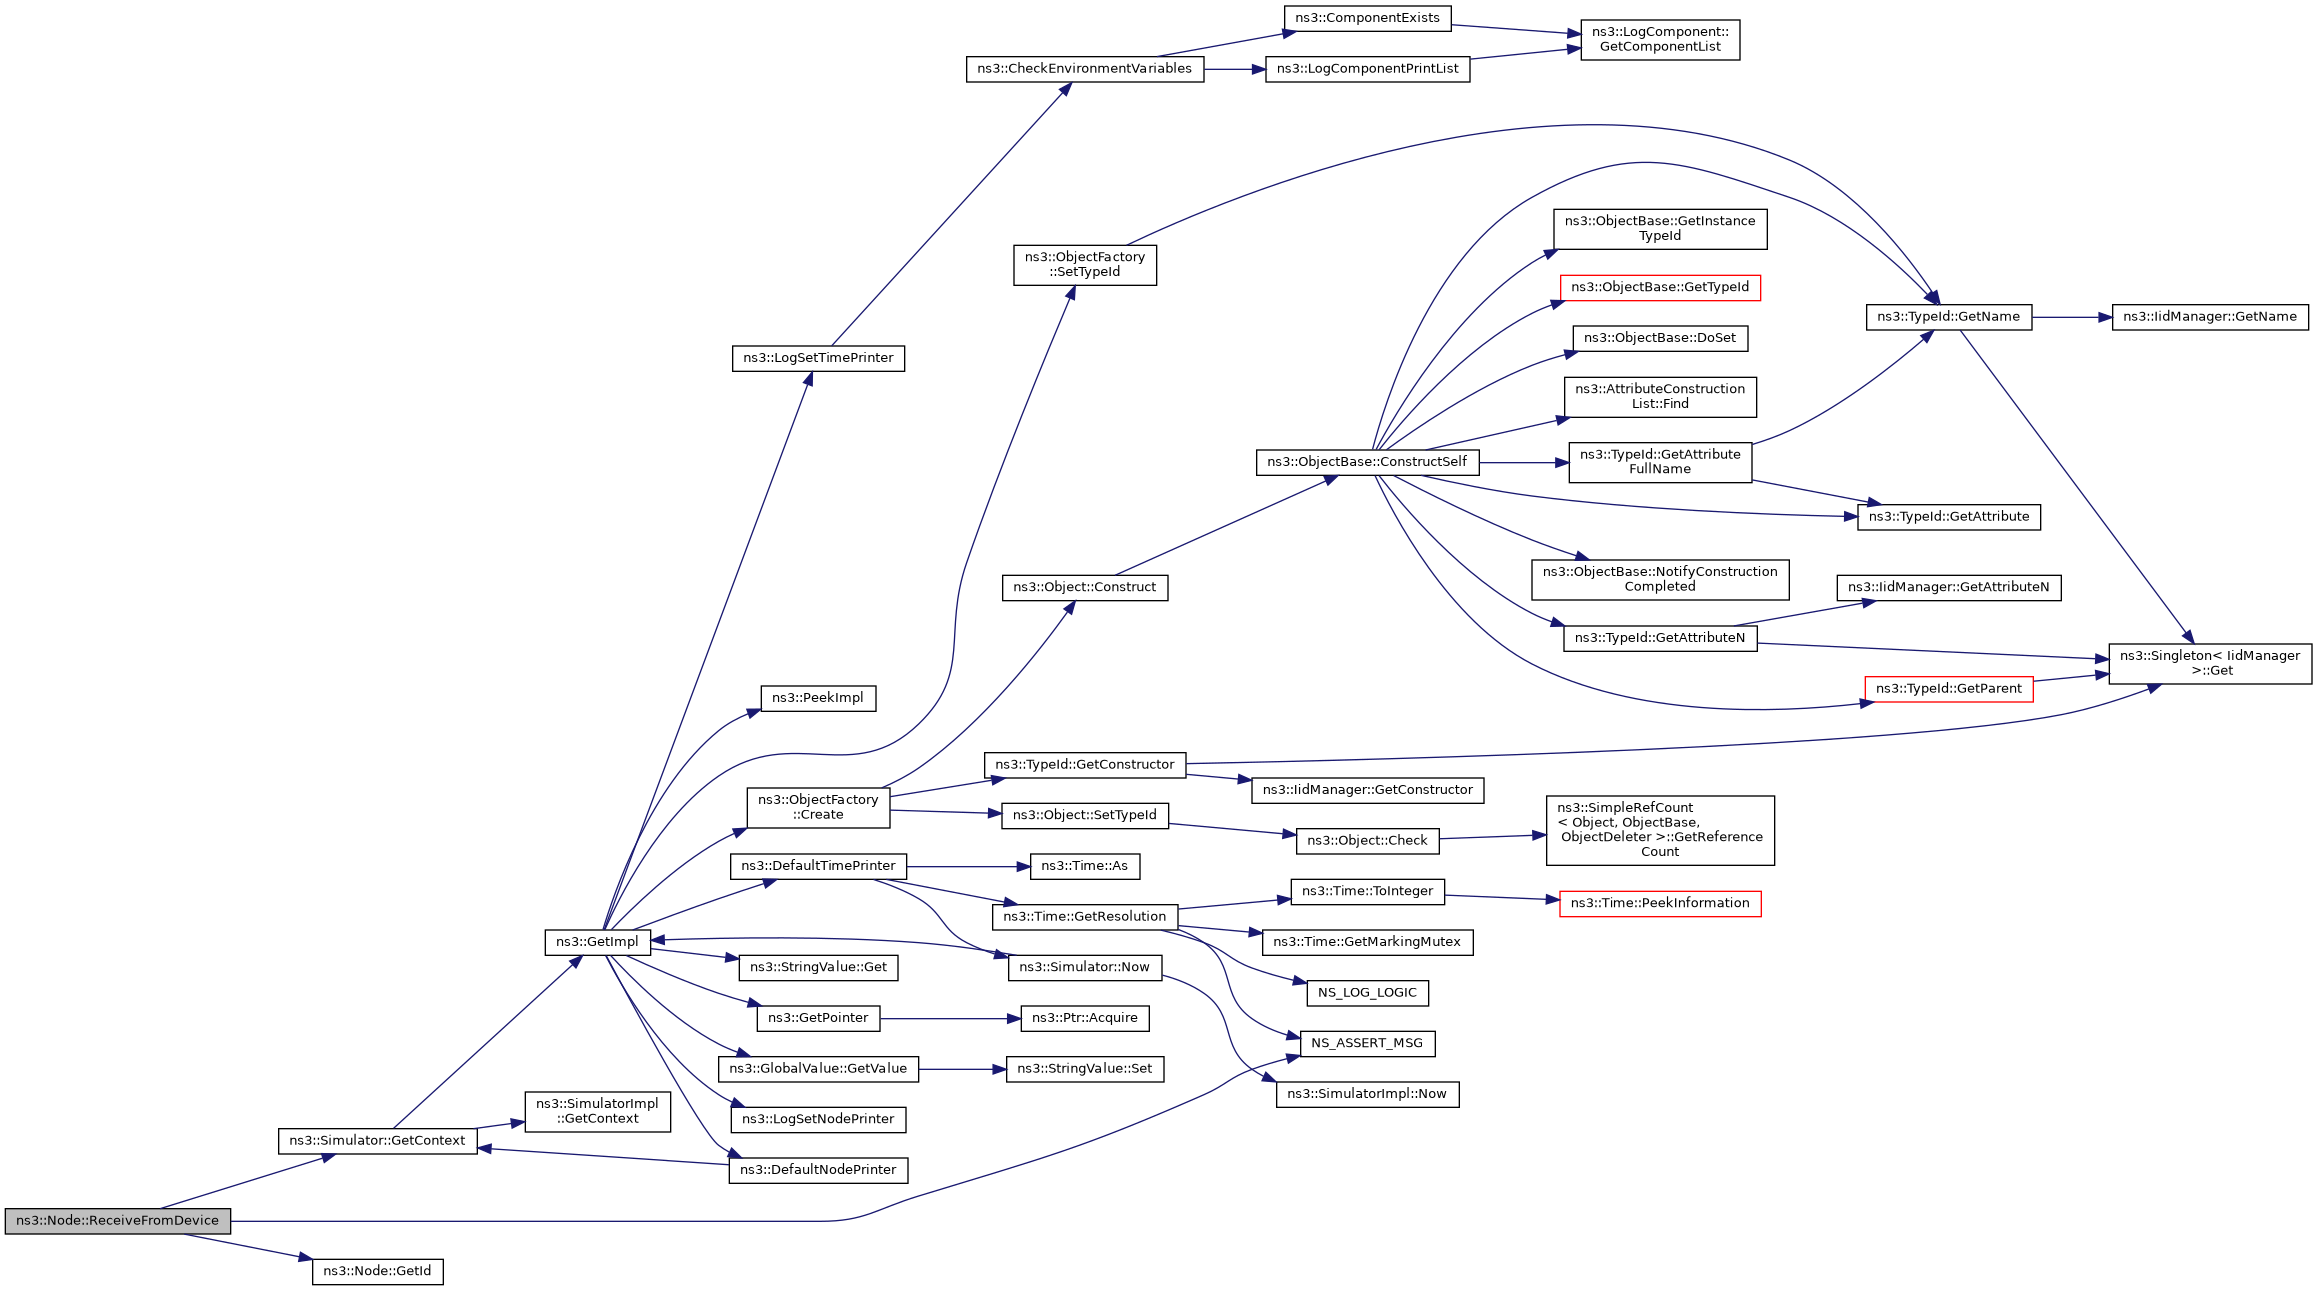 ns3::ComponentExists
ns3::LogComponent::
GetComponentList
ns3::CheckEnvironmentVariables
ns3::LogComponentPrintList
ns3::ObjectBase::GetInstance
TypeId
ns3::ObjectFactory
::SetTypeId
ns3::ObjectBase::GetTypeId
ns3::TypeId::GetName
ns3::IidManager::GetName
ns3::ObjectBase::DoSet
ns3::LogSetTimePrinter
ns3::AttributeConstruction
List::Find
ns3::ObjectBase::ConstructSelf
ns3::TypeId::GetAttribute
FullName
ns3::TypeId::GetAttribute
ns3::ObjectBase::NotifyConstruction
Completed
ns3::Object::Construct
ns3::IidManager::GetAttributeN
ns3::TypeId::GetAttributeN
ns3::Singleton< IidManager
>::Get
ns3::TypeId::GetParent
ns3::PeekImpl
ns3::TypeId::GetConstructor
ns3::IidManager::GetConstructor
ns3::ObjectFactory
::Create
ns3::Object::SetTypeId
ns3::SimpleRefCount
< Object, ObjectBase,
ObjectDeleter >::GetReference
Count
ns3::Object::Check
ns3::DefaultTimePrinter
ns3::Time::As
ns3::Time::ToInteger
ns3::Time::PeekInformation
ns3::Time::GetResolution
ns3::GetImpl
ns3::Time::GetMarkingMutex
ns3::StringValue::Get
ns3::Simulator::Now
NS_LOG_LOGIC
ns3::GetPointer
ns3::Ptr::Acquire
NS_ASSERT_MSG
ns3::GlobalValue::GetValue
ns3::StringValue::Set
ns3::SimulatorImpl::Now
ns3::SimulatorImpl
::GetContext
ns3::LogSetNodePrinter
ns3::Simulator::GetContext
ns3::DefaultNodePrinter
ns3::Node::ReceiveFromDevice
ns3::Node::GetId